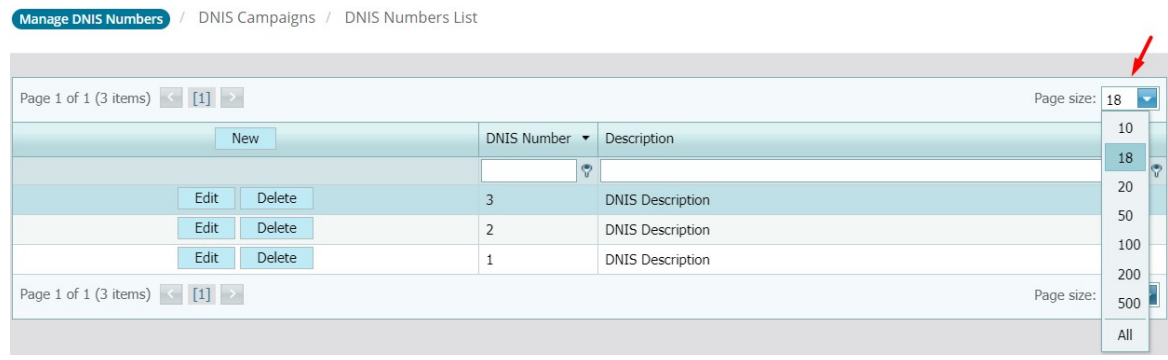 Manage DNIS Numbers / DNIS Campaigns / DNIS Numbers List
Page 1 of 1 (3 items) < [1] > Page size: 18
New DNIS Number Description
10
18
20
Edit Delete 3 DNIS Description
50
Edit Delete 2 DNIS Description
100
Edit Delete 1 DNIS Description
200
Page 1 of 1 (3 items) < [1] > Page size:
500
All